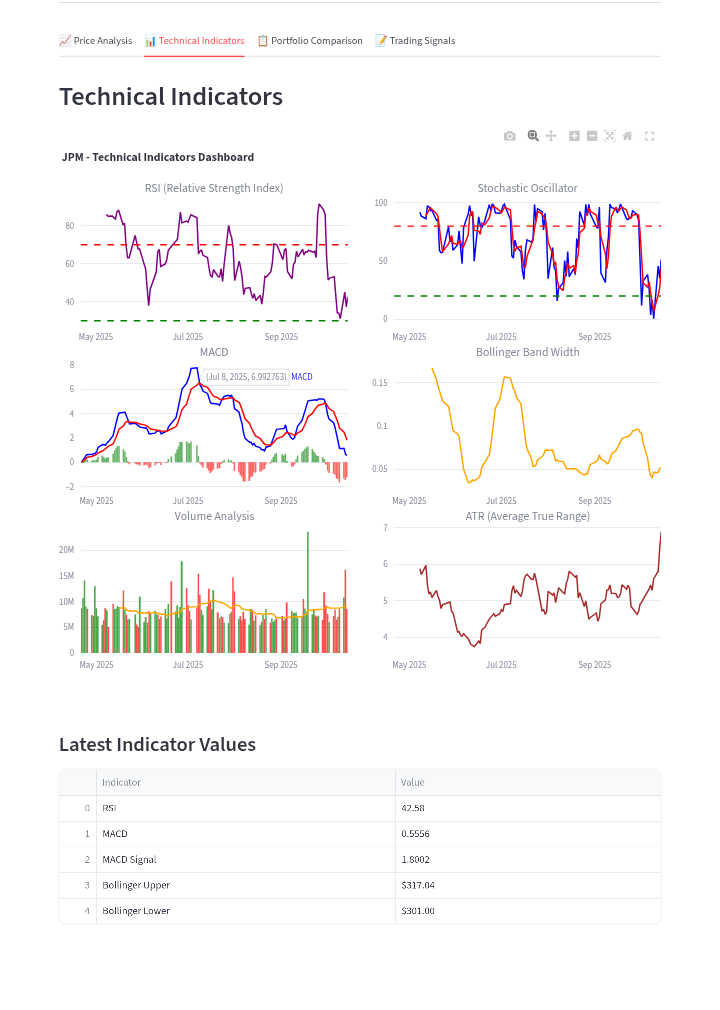 📈 Price Analysis 📊 Technical Indicators 📋 Portfolio Comparison 📝 Trading Signals
Technical Indicators
JPM - Technical Indicators Dashboard
RSI (Relative Strength Index)
80
60
40
May 2025 Jul 2025 Sep 2025
Stochastic Oscillator
100
50
0
May 2025 Jul 2025 Sep 2025
MACD
8
6
4
2
0
−2
(Jul 8, 2025, 6.992763) MACD
May 2025 Jul 2025 Sep 2025
Bollinger Band Width
0.15
0.1
0.05
May 2025 Jul 2025 Sep 2025
Volume Analysis
20M
15M
10M
5M
0
May 2025 Jul 2025 Sep 2025
ATR (Average True Range)
7
6
5
4
May 2025 Jul 2025 Sep 2025
Latest Indicator Values
Indicator Value
0 RSI 42.58
1 MACD 0.5556
2 MACD Signal 1.8002
3 Bollinger Upper $317.04
4 Bollinger Lower $301.00